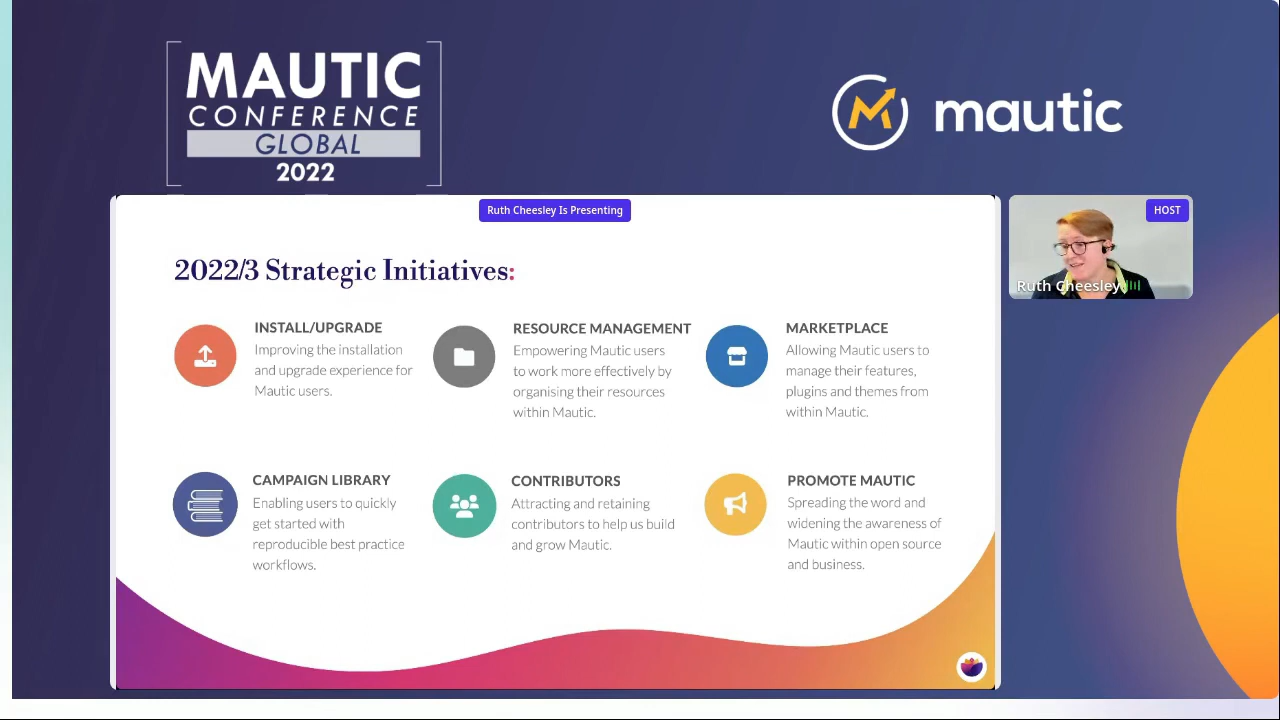 MAUTIC
CONFERENCE
GLOBAL
2022
mautic
Ruth Cheesley Is Presenting
HOST
Ruth Cheesley
2022/3 Strategic Initiatives:
INSTALL/UPGRADE
Improving the installation
and upgrade experience for
Mautic users.
RESOURCE MANAGEMENT
Empowering Mautic users
to work more effectively by
organising their resources
within Mautic.
MARKETPLACE
Allowing Mautic users to
manage their features,
plugins and themes from
within Mautic.
CAMPAIGN LIBRARY
Enabling users to quickly
get started with
reproducible best practice
workflows.
CONTRIBUTORS
Attracting and retaining
contributors to help us build
and grow Mautic.
PROMOTE MAUTIC
Spreading the word and
widening the awareness of
Mautic within open source
and business.